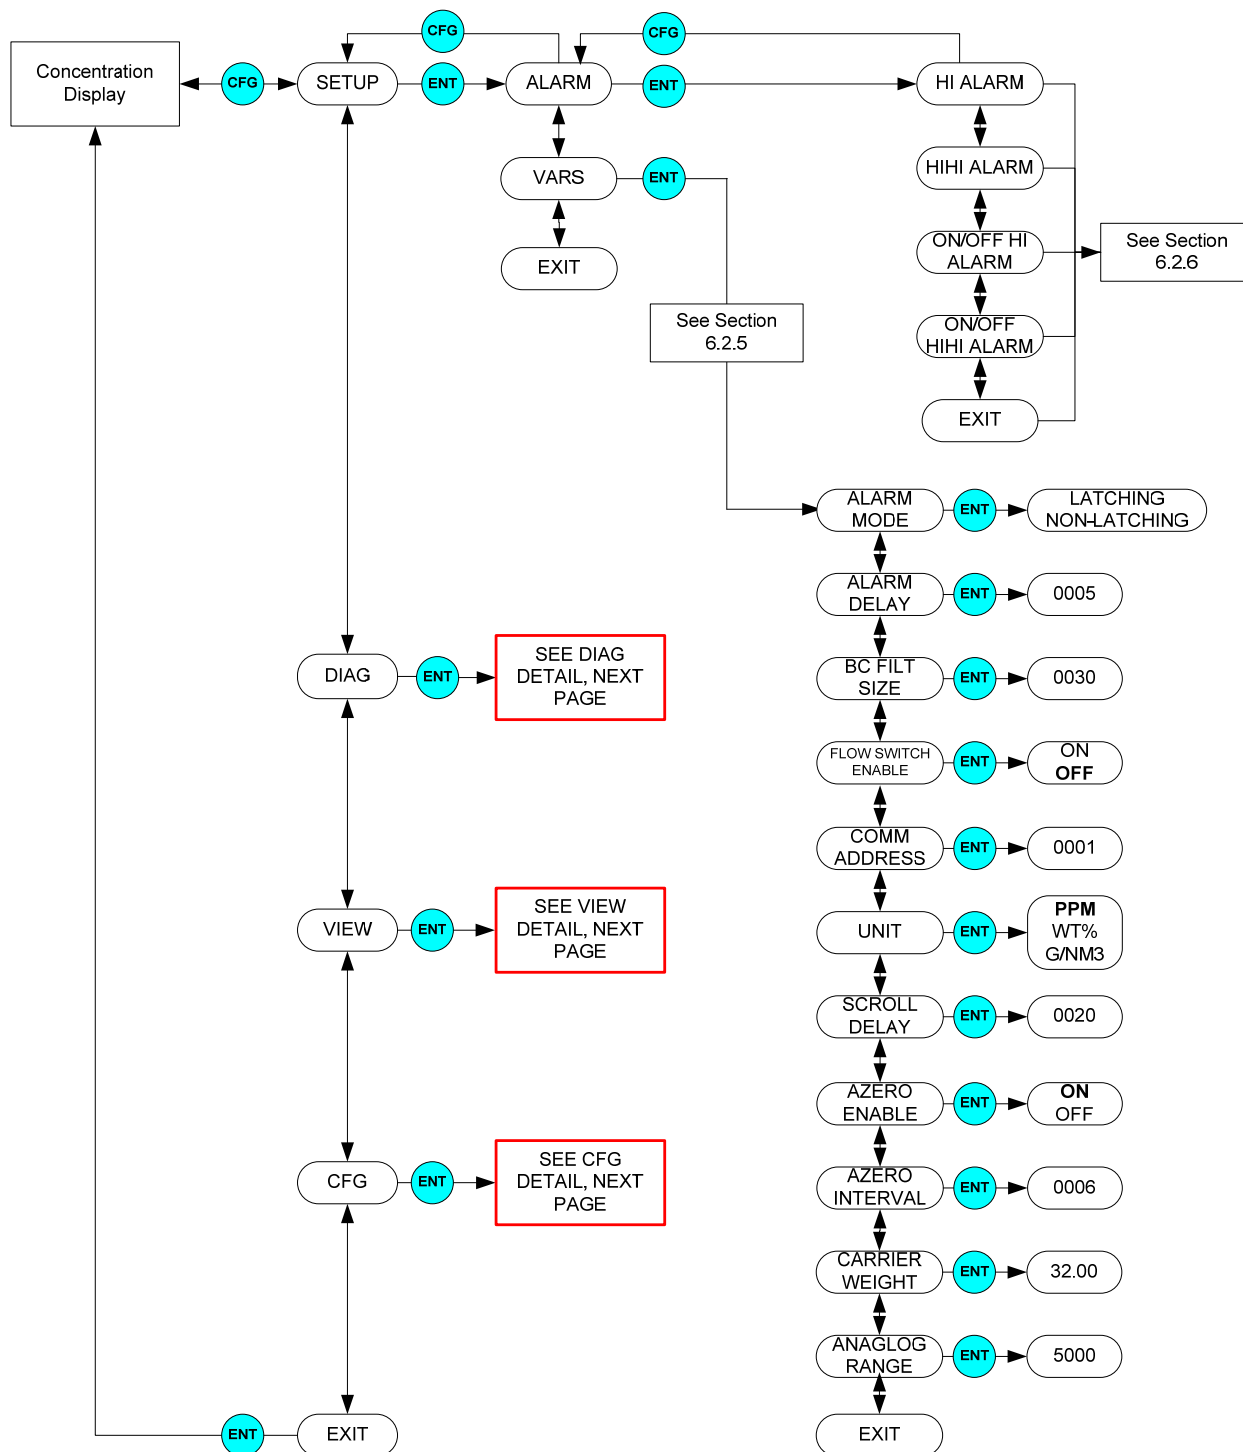 CFG
CFG
Concentration
Display
CFG
SETUP
ENT
ALARM
ENT
HI ALARM
VARS
ENT
HIHI ALARM
EXIT
ON/OFF HI
ALARM
See Section
6.2.6
See Section
6.2.5
ON/OFF
HIHI ALARM
EXIT
ALARM
MODE
ENT
LATCHING
NON-LATCHING
ALARM
DELAY
ENT
0005
DIAG
ENT
SEE DIAG
DETAIL, NEXT
PAGE
BC FILT
SIZE
ENT
0030
FLOW SWITCH
ENABLE
ENT
ON
OFF
COMM
ADDRESS
ENT
0001
VIEW
ENT
SEE VIEW
DETAIL, NEXT
PAGE
UNIT
ENT
PPM
WT%
G/NM3
SCROLL
DELAY
ENT
0020
AZERO
ENABLE
ENT
ON
OFF
CFG
ENT
SEE CFG
DETAIL, NEXT
PAGE
AZERO
INTERVAL
ENT
0006
CARRIER
WEIGHT
ENT
32.00
ANAGLOG
RANGE
ENT
5000
ENT
EXIT
EXIT